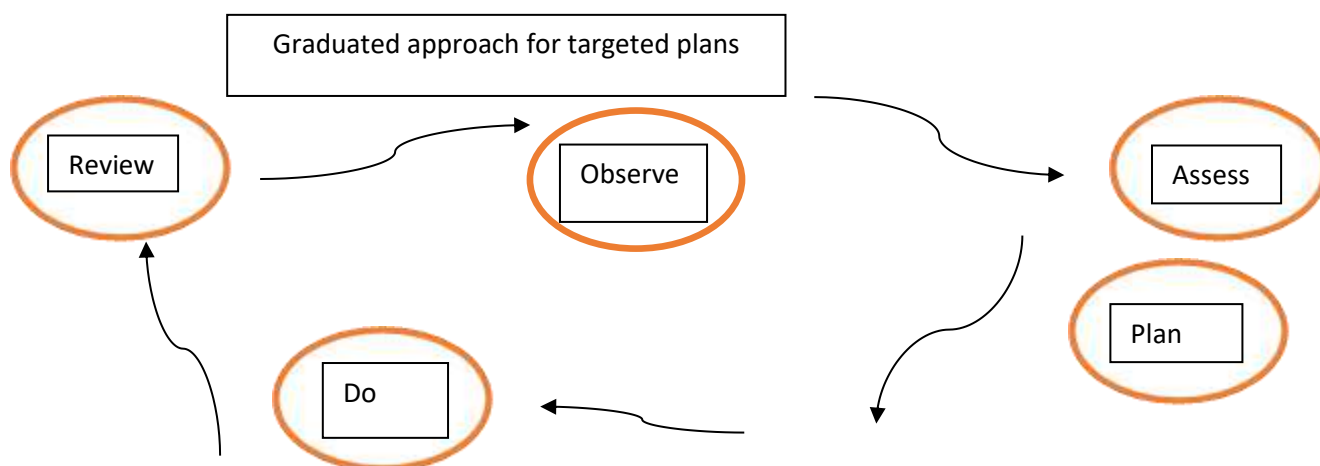 Graduated approach for targeted plans
Review
Observe
Assess
Plan
Do